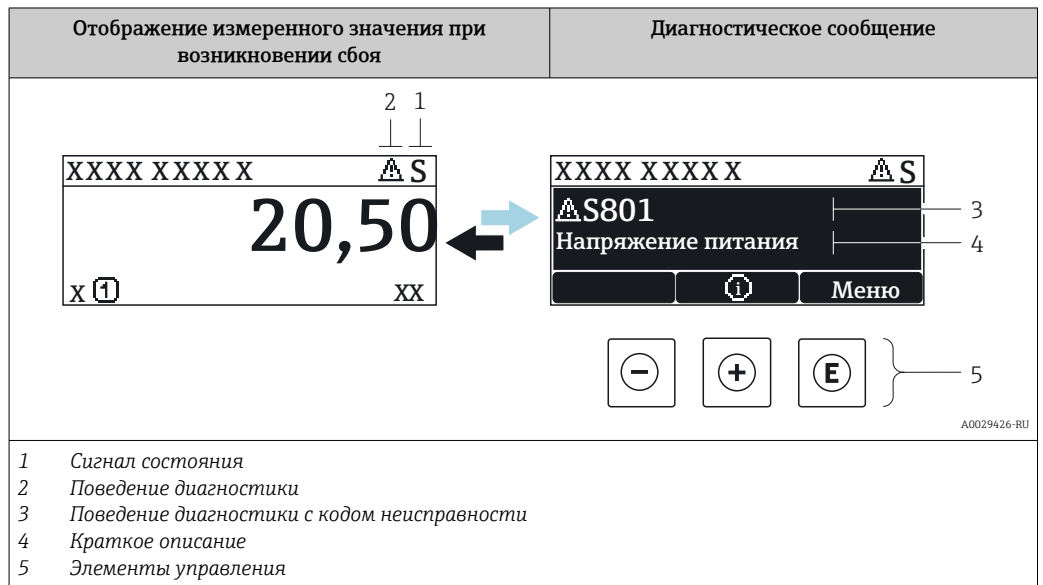 Отображение измеренного значения при
возникновении сбоя
Диагностическое сообщение
2 1
XXXX XXXXX S
20,50
X 1 XX
XXXX XXXXX S
S801
Напряжение питания
i Меню
3
4
- + E
5
A0029426-RU
1 Сигнал состояния
2 Поведение диагностики
3 Поведение диагностики с кодом неисправности
4 Краткое описание
5 Элементы управления